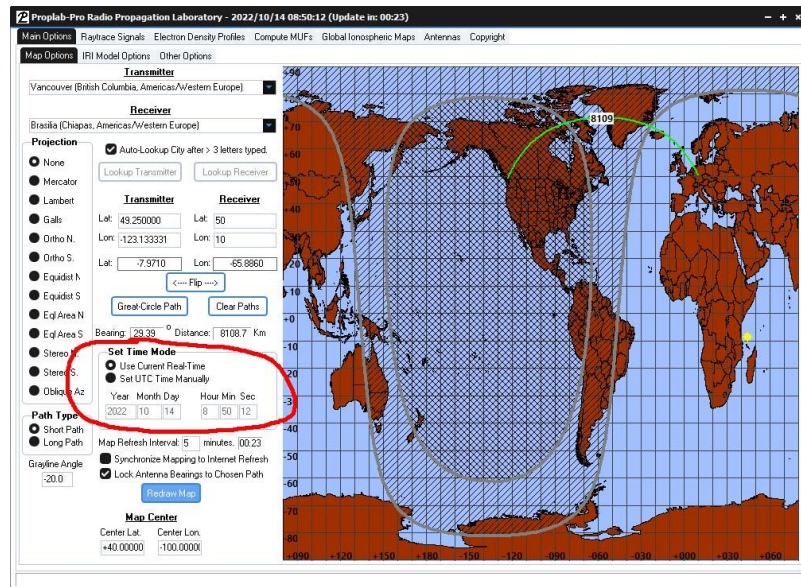 Proplab-Pro Radio Propagation Laboratory - 2022/10/14 08:50:12 (Update in: 00:23)
Main Options Raytrace Signals Electron Density Profiles Compute MUFs Global Ionospheric Maps Antennas Copyright
Map Options IRI Model Options Other Options
Transmitter
Vancouver (British Columbia, Americas/Western Europe)
Receiver
Brasilia (Chiapas, Americas/Western Europe)
Projection
Auto-Lookup City after > 3 letters typed.
None
Lookup Transmitter Lookup Receiver
Mercator
Lambert
Transmitter Receiver
Galls
Lat: 49.250000 Lat: 50
Ortho N.
Lon: -123.133331 Lon: 10
Ortho S.
Lat: -7.9710 Lon: -65.8860
Equidist N
<---- Flip ---->
Equidist S
Great-Circle Path Clear Paths
Eql Area N
Eql Area S
Bearing: 29.39 ° Distance: 8108.7 Km
Stereo N.
Set Time Mode
Use Current Real-Time
Stereo S.
Set UTC Time Manually
Oblique Az
Year Month Day Hour Min Sec
2022 10 14 8 50 12
Path Type
Short Path
Long Path
Map Refresh Interval: 5 minutes. 00:23
Synchronize Mapping to Internet Refresh
Grayline Angle
-20.0
Lock Antenna Bearings to Chosen Path
Redraw Map
Map Center
Center Lat. Center Lon.
+40.00000 -100.0000
+90
-80
70
8109
60
50
40
-30
20
+10
+0
-10
-20
-3
-40
-50
-60
-70
-80
+090 +120 +150 -180 -150 -120 -090 -060 -030 +000 +030 +060